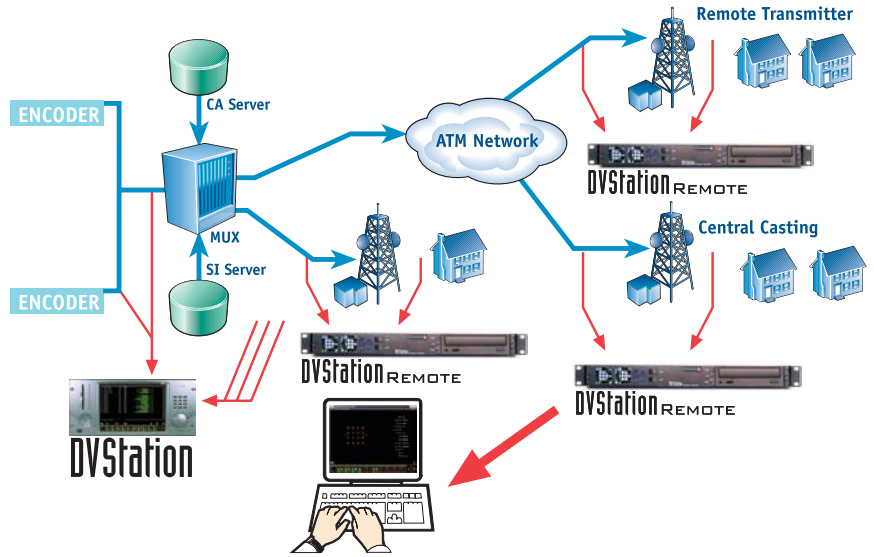 Remote Transmitter
CA Server
ENCODER
ATM Network
DVStation REMOTE
Central Casting
MUX
SI Server
ENCODER
DVStation REMOTE
DVStation REMOTE
DVStation